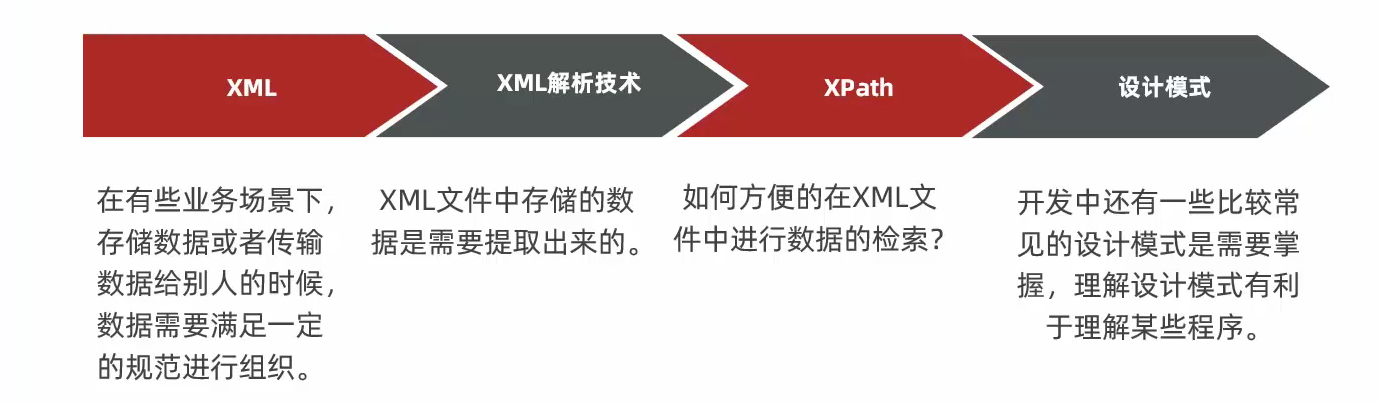 XML
XML解析技术
XPath
设计模式
在有些业务场景下，
存储数据或者传输
数据给别人的时候，
数据需要满足一定
的规范进行组织。
XML文件中存储的数
据是需要提取出来的。
如何方便的在XML文
件中进行数据的检索？
开发中还有一些比较常
见的设计模式是需要掌
握，理解设计模式有利
于理解某些程序。